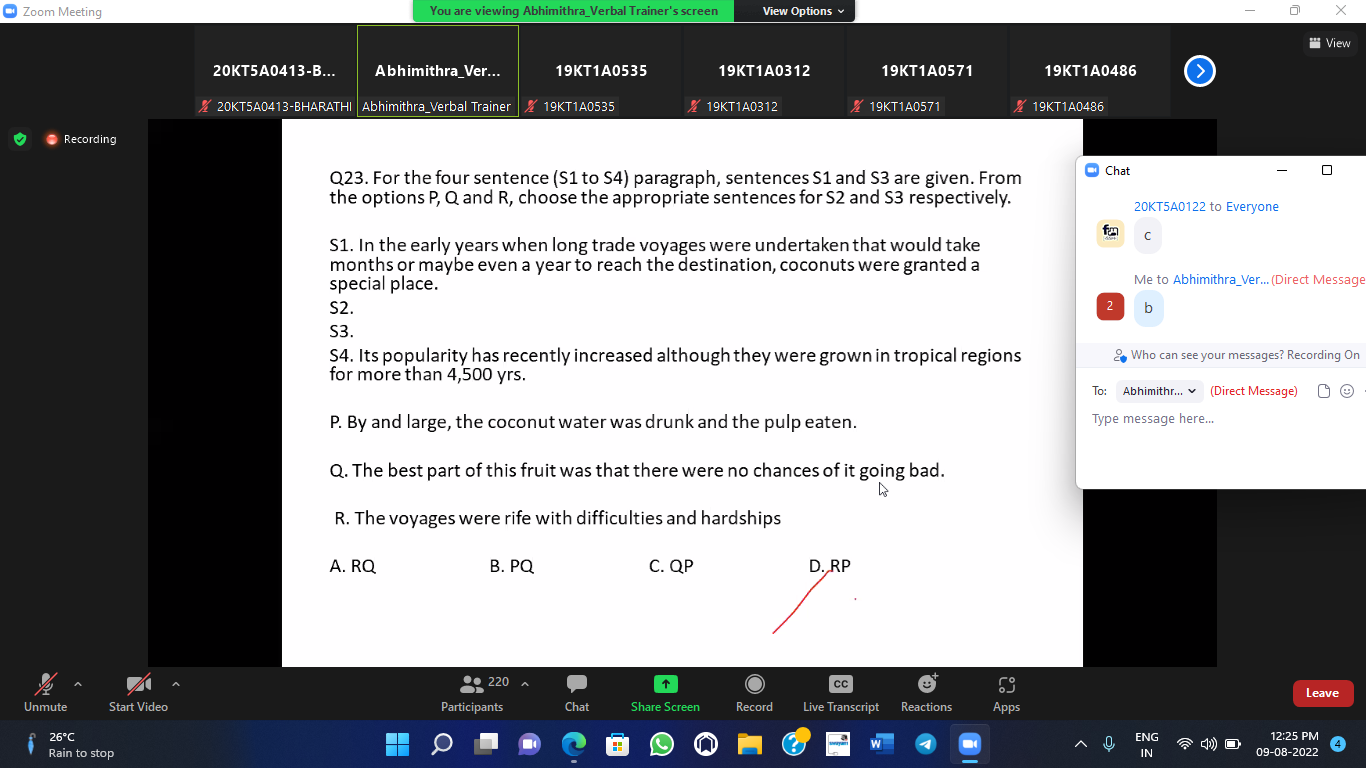 Zoom Meeting
You are viewing Abhimithra_Verbal Trainer's screen
View Options
View
20KT5A0413-B...
Abhimithra_Ver...
19KT1A0535
19KT1A0312
19KT1A0571
19KT1A0486
20KT5A0413-BHARATHI
Abhimithra_Verbal Trainer
19KT1A0535
19KT1A0312
19KT1A0571
19KT1A0486
Recording
Q23. For the four sentence (S1 to S4) paragraph, sentences S1 and S3 are given. From
the options P, Q and R, choose the appropriate sentences for S2 and S3 respectively.
S1. In the early years when long trade voyages were undertaken that would take
months or maybe even a year to reach the destination, coconuts were granted a
special place.
S2.
S3.
S4. Its popularity has recently increased although they were grown in tropical regions
for more than 4,500 yrs.
P. By and large, the coconut water was drunk and the pulp eaten.
Q. The best part of this fruit was that there were no chances of it going bad.
R. The voyages were rife with difficulties and hardships
A. RQ B. PQ C. QP D. RP
Chat
20KT5A0122 to Everyone
c
Me to Abhimithra_Ver... (Direct Message
2
b
Who can see your messages? Recording On
To: Abhimithr... (Direct Message)
Type message here...
Unmute
Start Video
220
Participants
Chat
Share Screen
Record
CC
Live Transcript
Reactions
Apps
Leave
26°C
Rain to stop
ENG
IN
12:25 PM
09-08-2022
4